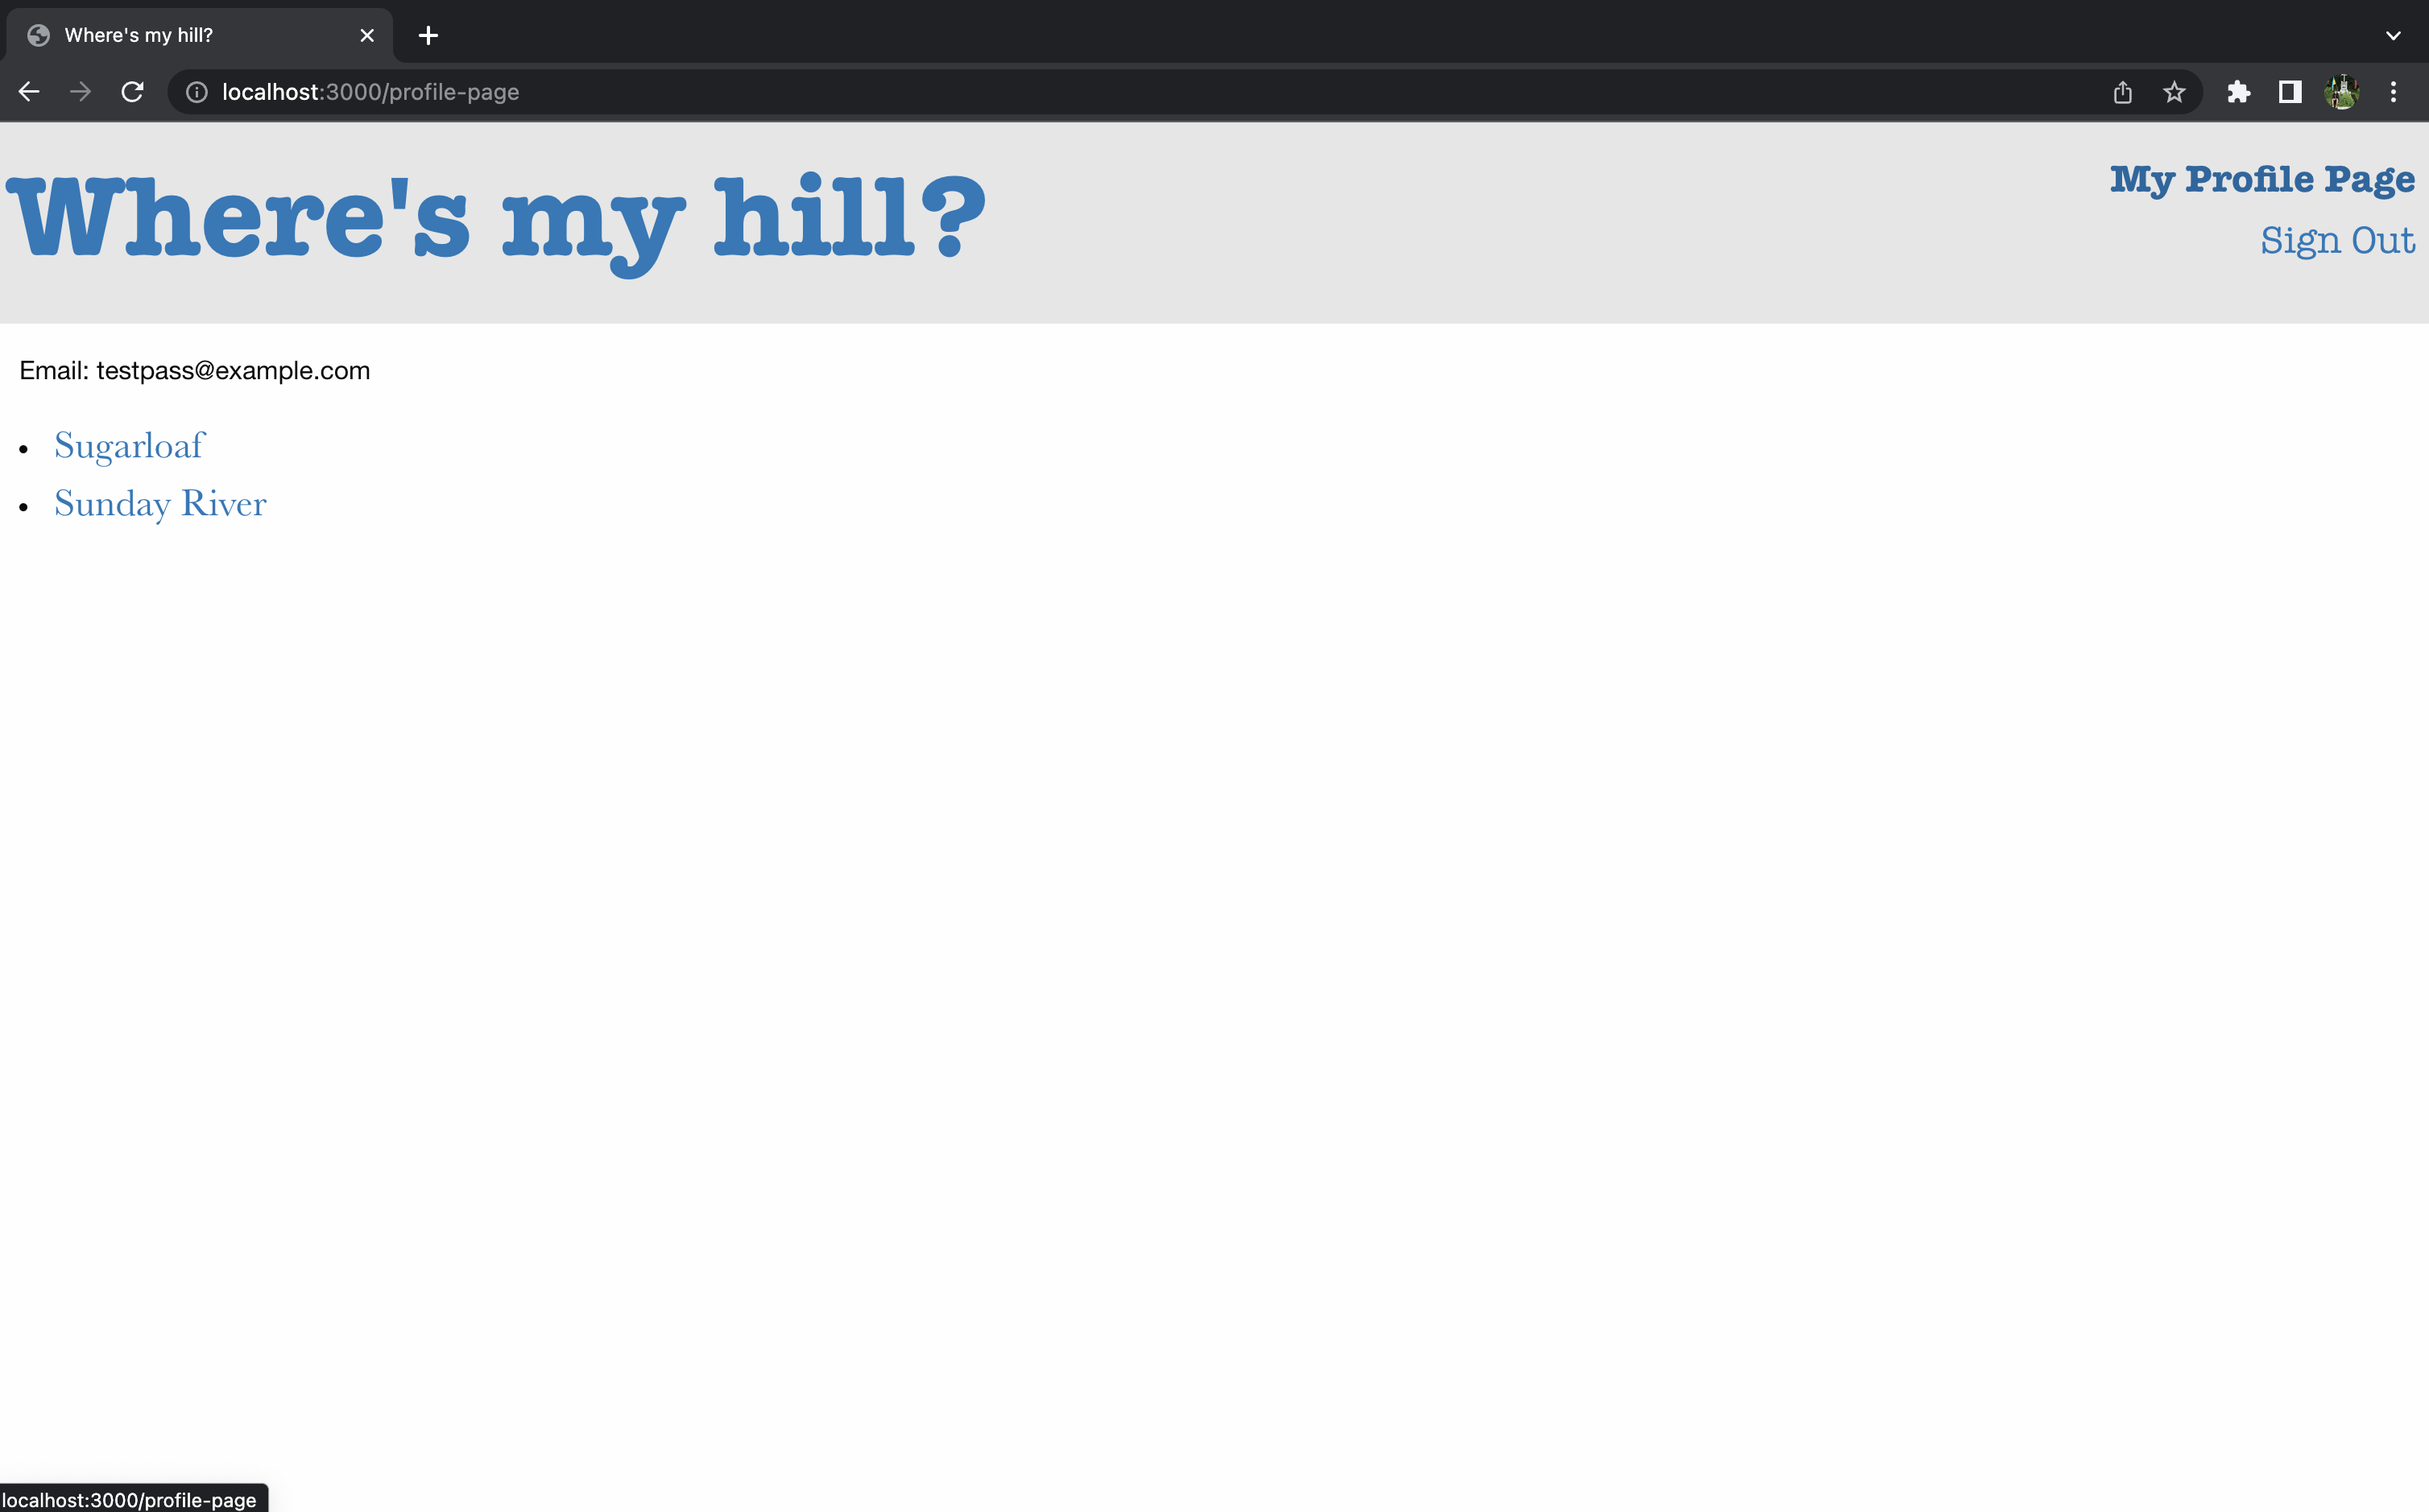 Where's my hill?
localhost:3000/profile-page
Where's my hill?
My Profile Page
Sign Out
Email: testpass@example.com
• Sugarloaf
• Sunday River
localhost:3000/profile-page